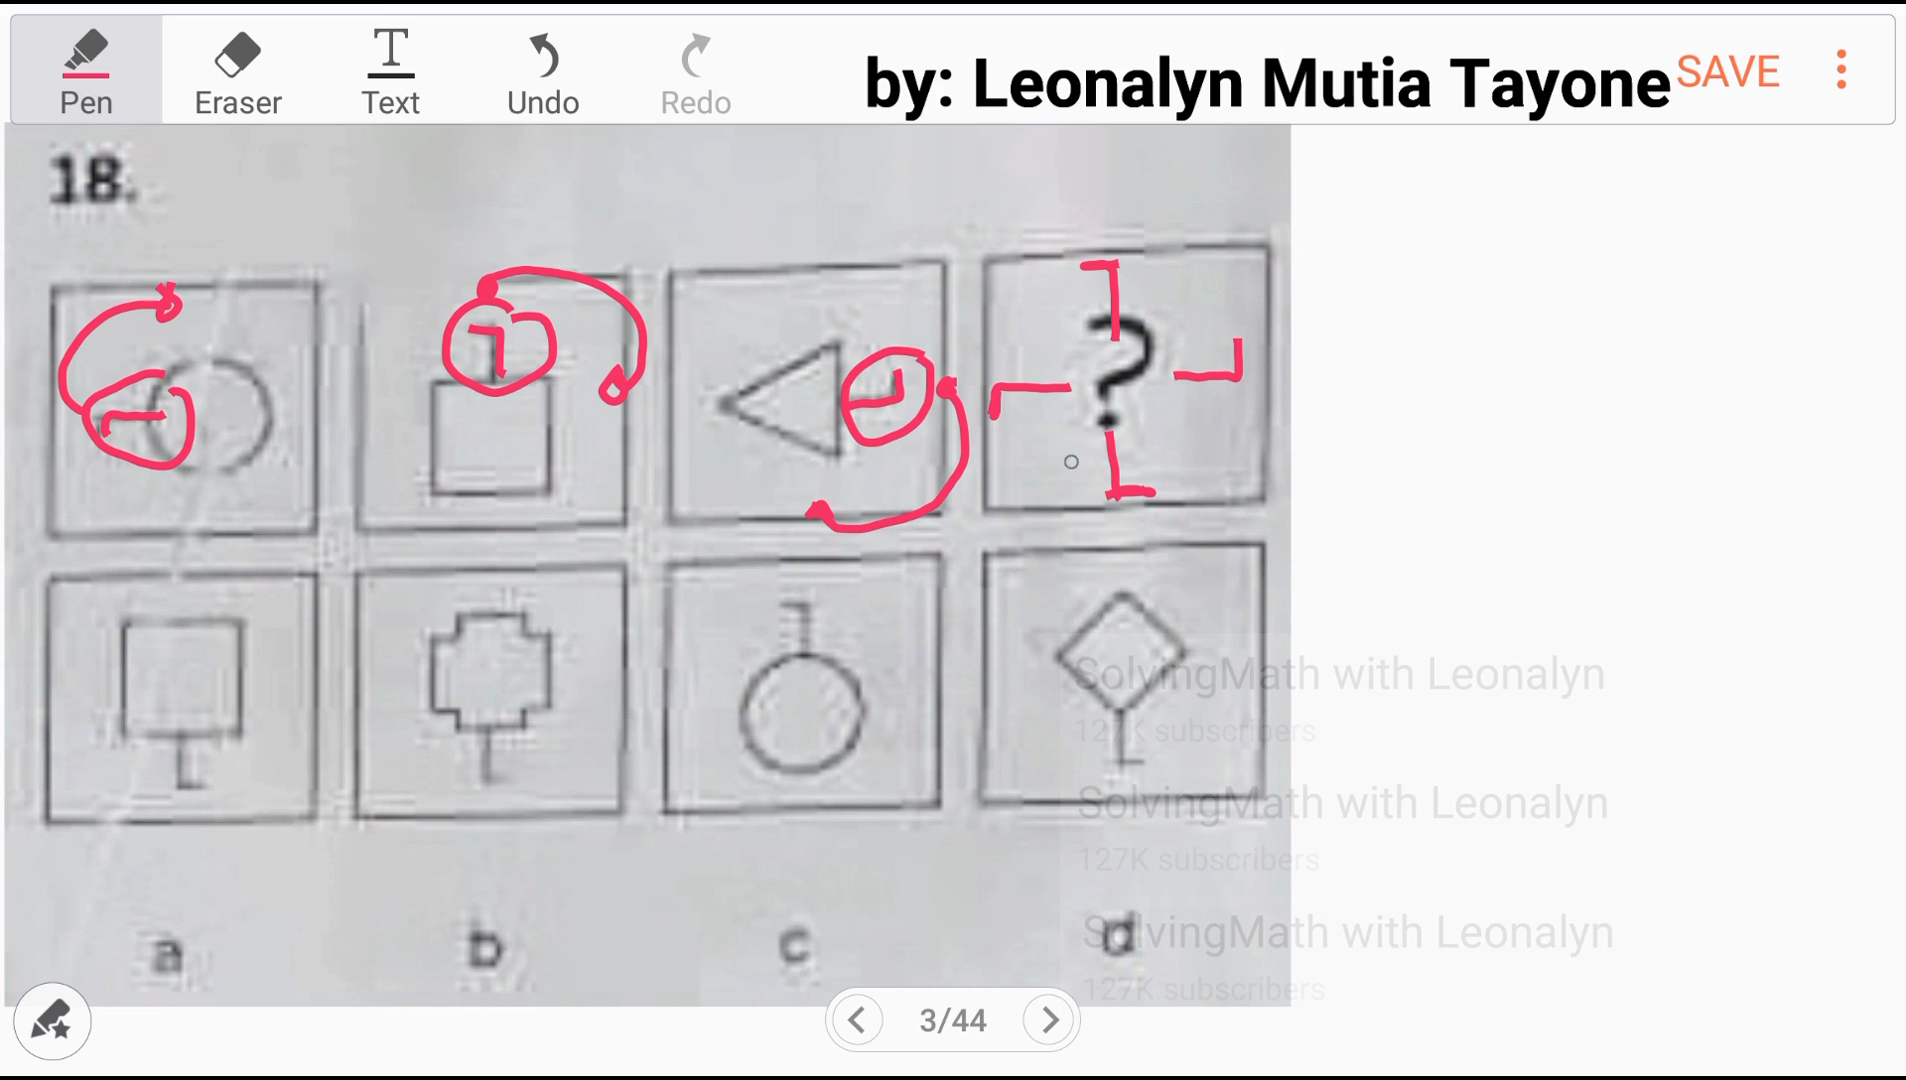 Pen
Eraser
Text
Undo
Redo
by: Leonalyn Mutia Tayone
SAVE
18.
?
SolvingMath with Leonalyn
127K subscribers
SolvingMath with Leonalyn
127K subscribers
a
b
c
d
SolvingMath with Leonalyn
127K subscribers
3/44